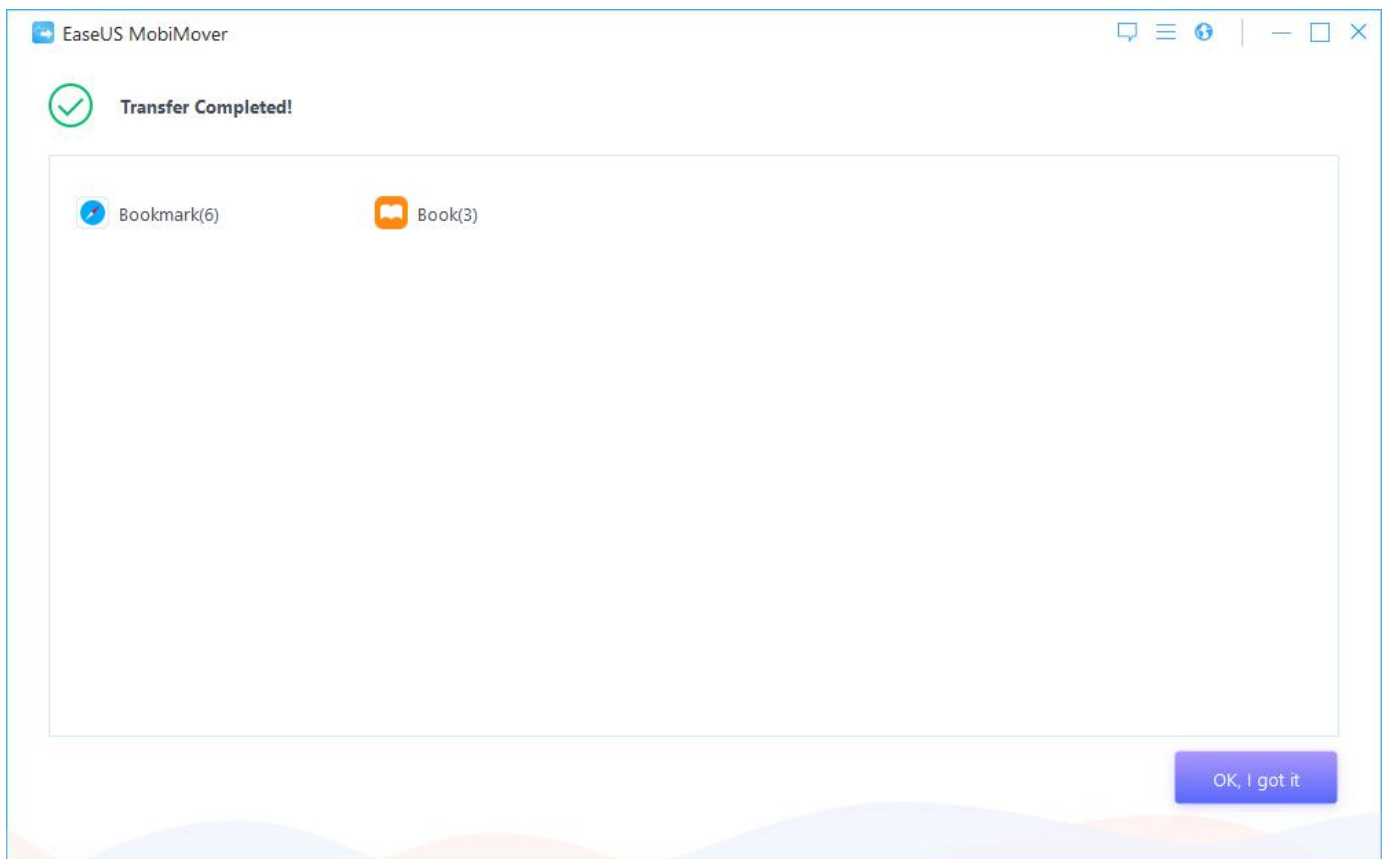 EaseUS MobiMover
Transfer Completed!
Bookmark(6)
Book(3)
OK, I got it